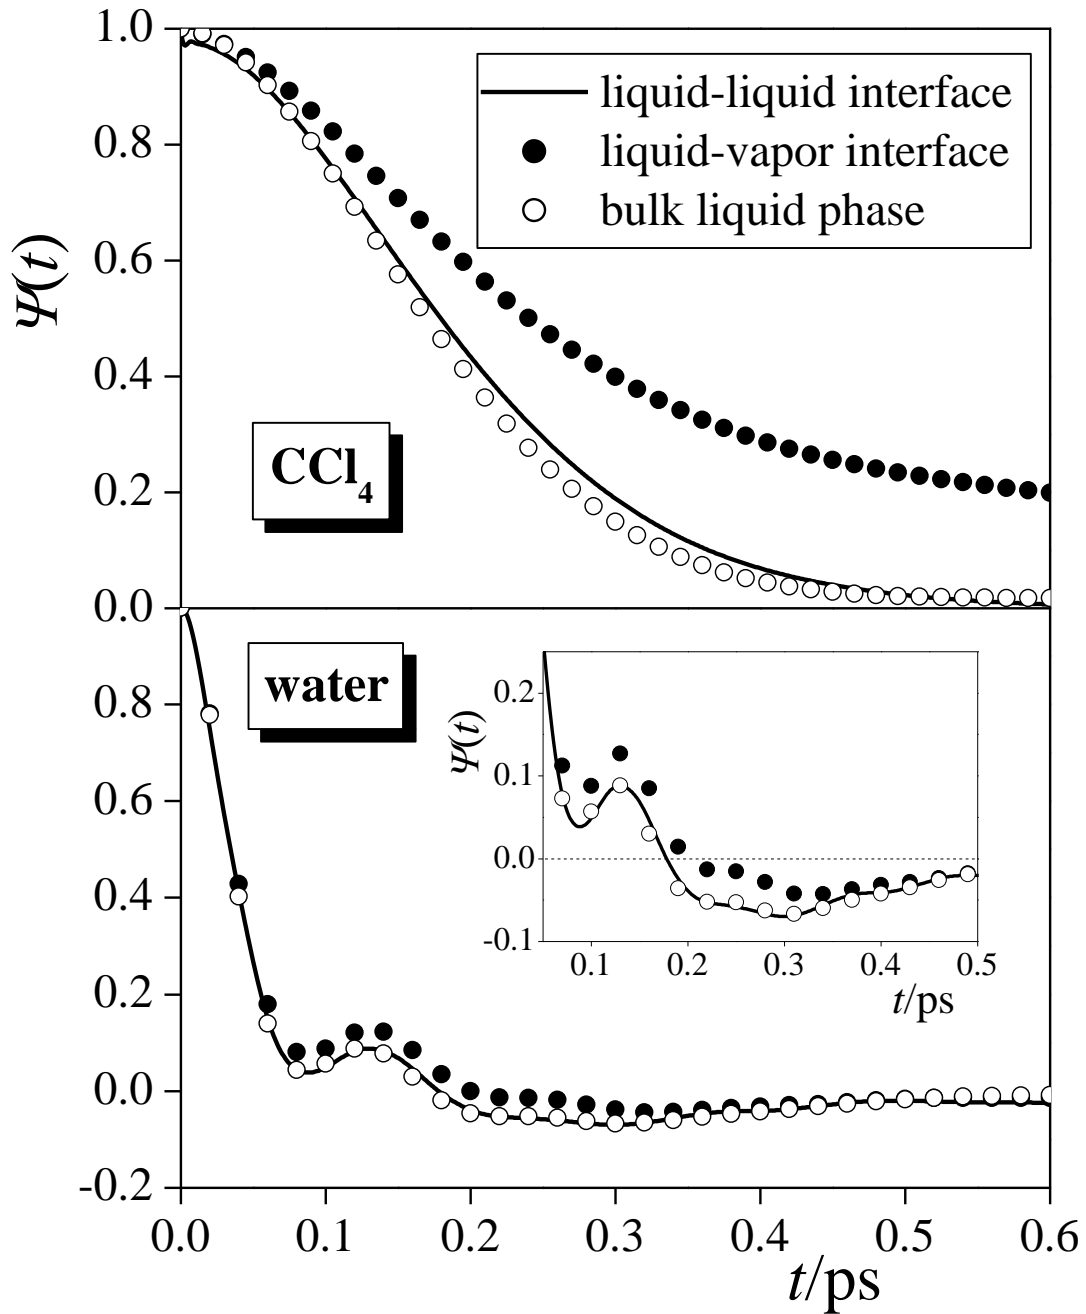 1.0
liquid-liquid interface
liquid-vapor interface
bulk liquid phase
0.8
0.6
Ψ(t)
0.4
CCl₄
0.2
0.0
water
0.8
0.6
0.4
0.2
0.0
-0.2
0.2
Ψ(t)
0.1
0.0
-0.1
0.1 0.2 0.3 0.4 0.5
t/ps
0.0 0.1 0.2 0.3 0.4 0.5 0.6
t/ps